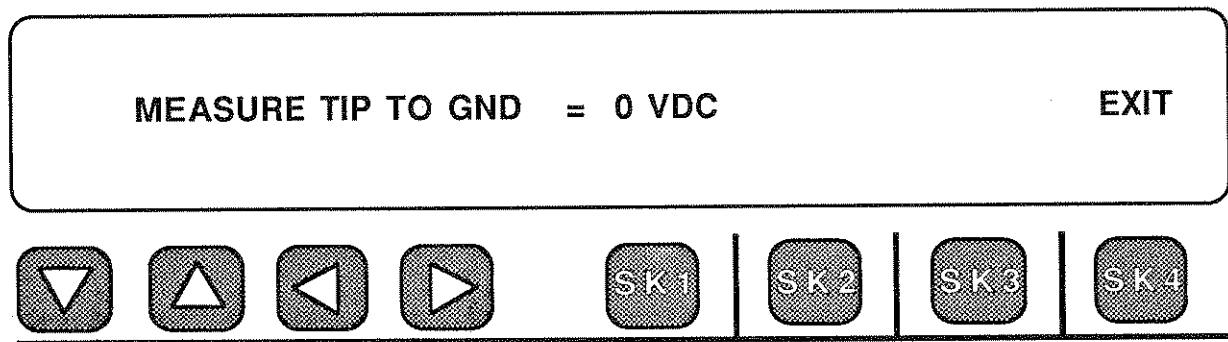 MEASURE TIP TO GND = 0 VDC EXIT
SK1 SK2 SK3 SK4